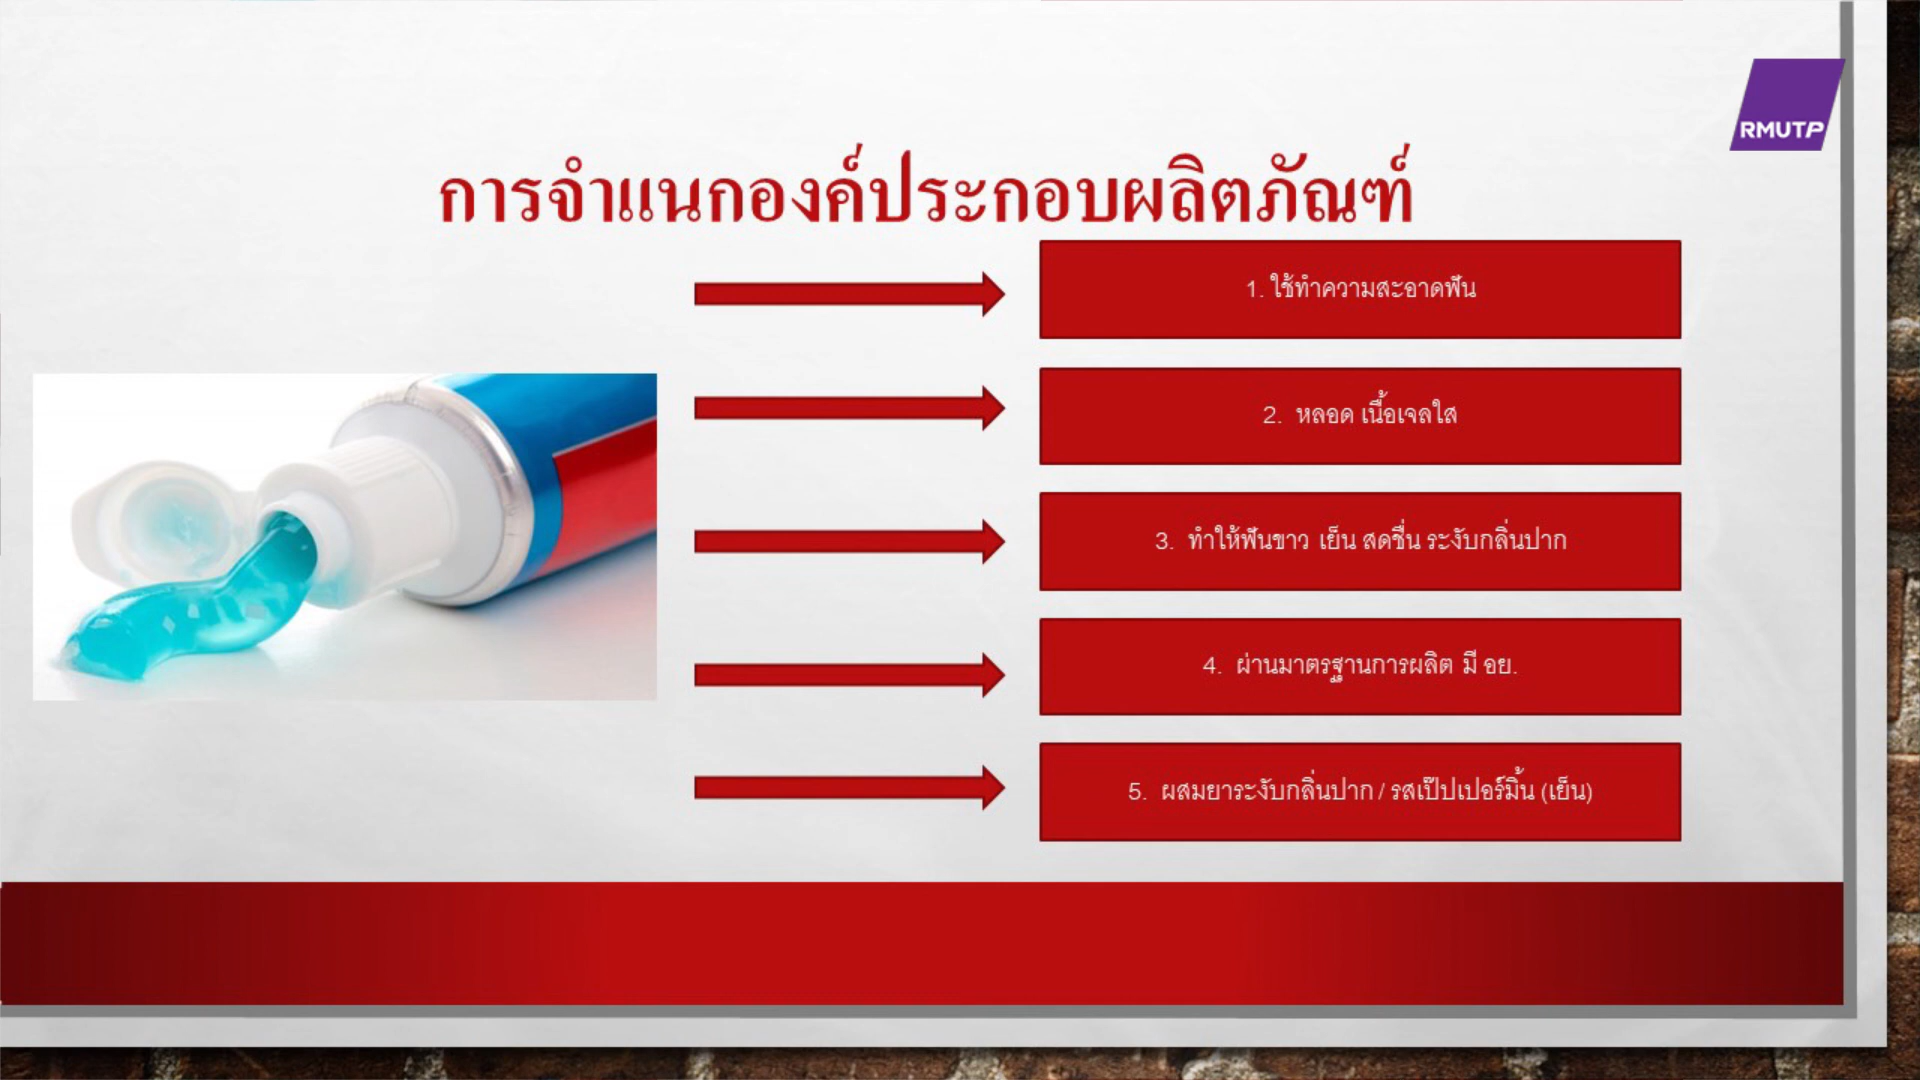 RMUTP
การจำแนกองค์ประกอบผลิตภัณฑ์
1. ใช้ทำความสะอาดฟัน
2. หลอด เนื้อเจลใส
3. ทำให้ฟันขาว เย็น สดชื่น ระงับกลิ่นปาก
4. ผ่านมาตรฐานการผลิต มี อย.
5. ผสมยาระงับกลิ่นปาก / รสเป๊ปเปอร์มิ้น (เย็น)